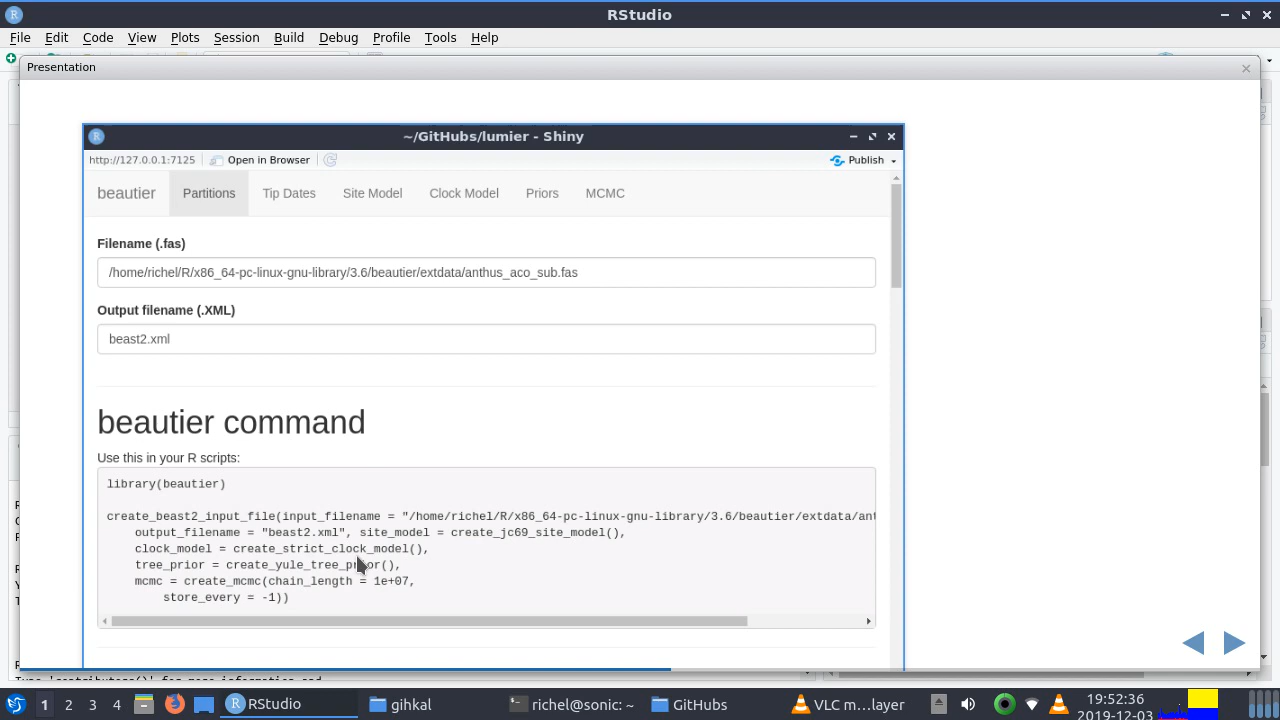 RStudio
File Edit Code View Plots Session Build Debug Profile Tools Help
Presentation
~/GitHubs/lumier - Shiny
http://127.0.0.1:7125 Open in Browser Publish
beautier Partitions Tip Dates Site Model Clock Model Priors MCMC
Filename (.fas)
/home/richel/R/x86_64-pc-linux-gnu-library/3.6/beautier/extdata/anthus_aco_sub.fas
Output filename (.XML)
beast2.xml
beautier command
Use this in your R scripts:
library(beautier)
create_beast2_input_file(input_filename = "/home/richel/R/x86_64-pc-linux-gnu-library/3.6/beautier/extdata/ant
output_filename = "beast2.xml", site_model = create_jc69_site_model(),
clock_model = create_strict_clock_model(),
tree_prior = create_yule_tree_prior(),
mcmc = create_mcmc(chain_length = 1e+07,
store_every = -1))
1 2 3 4 RStudio gihkal richel@sonic: ~ GitHubs VLC m...layer 19:52:36
2019-12-03